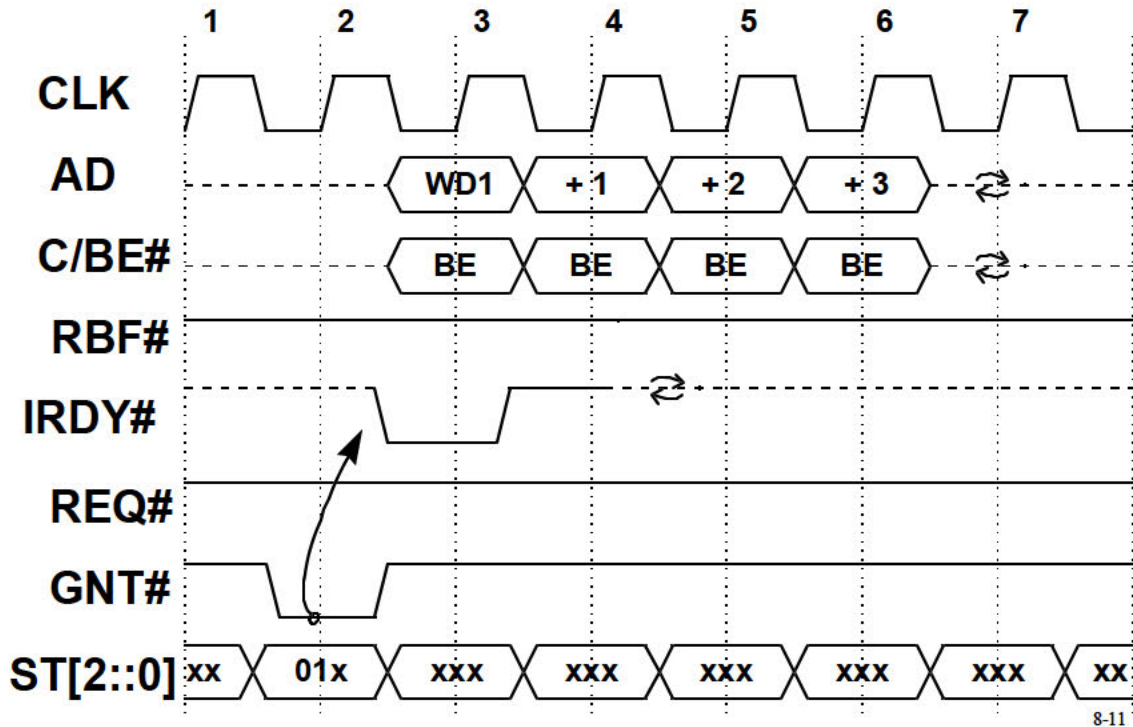 1 2 3 4 5 6 7
CLK
AD WD1 + 1 + 2 + 3
C/BE# BE BE BE BE
RBF#
IRDY#
REQ#
GNT#
ST[2::0] xx 01x xxx xxx xxx xxx xxx xx
8-11